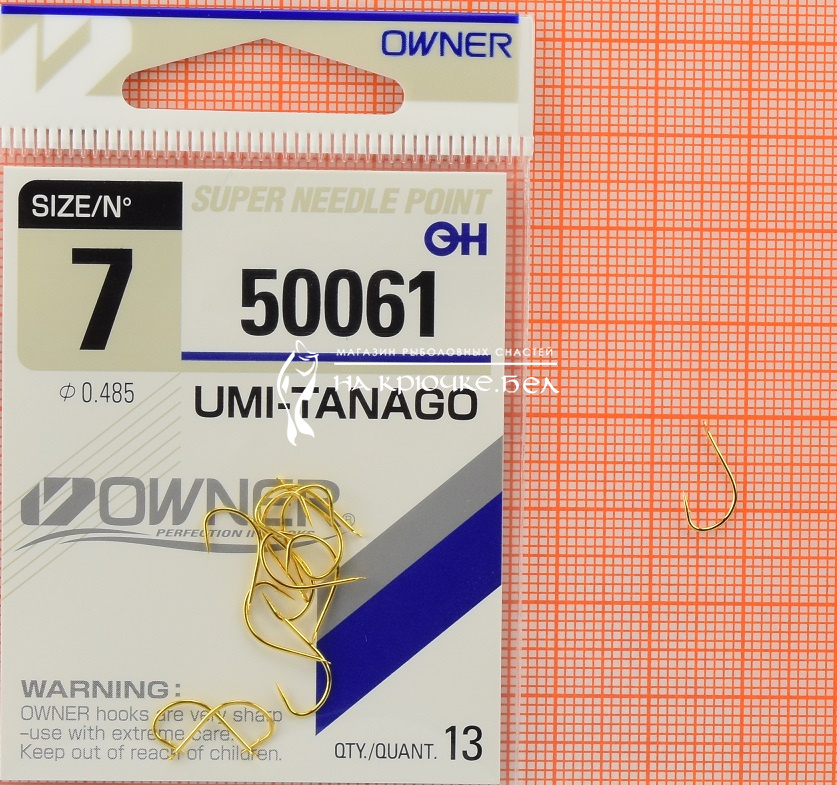 OWNER
SIZE/N°
7
SUPER NEEDLE POINT
50061
МАГАЗИН РЫБОЛОВНЫХ СНАСТЕЙ
НА КРЮЧКЕ.БЕЛ
φ 0.485
UMI-TANAGO
OWNER®
PERFECTION IN
WARNING:
OWNER hooks are very sharp
–use with extreme care.
Keep out of reach of children.
QTY./QUANT. 13